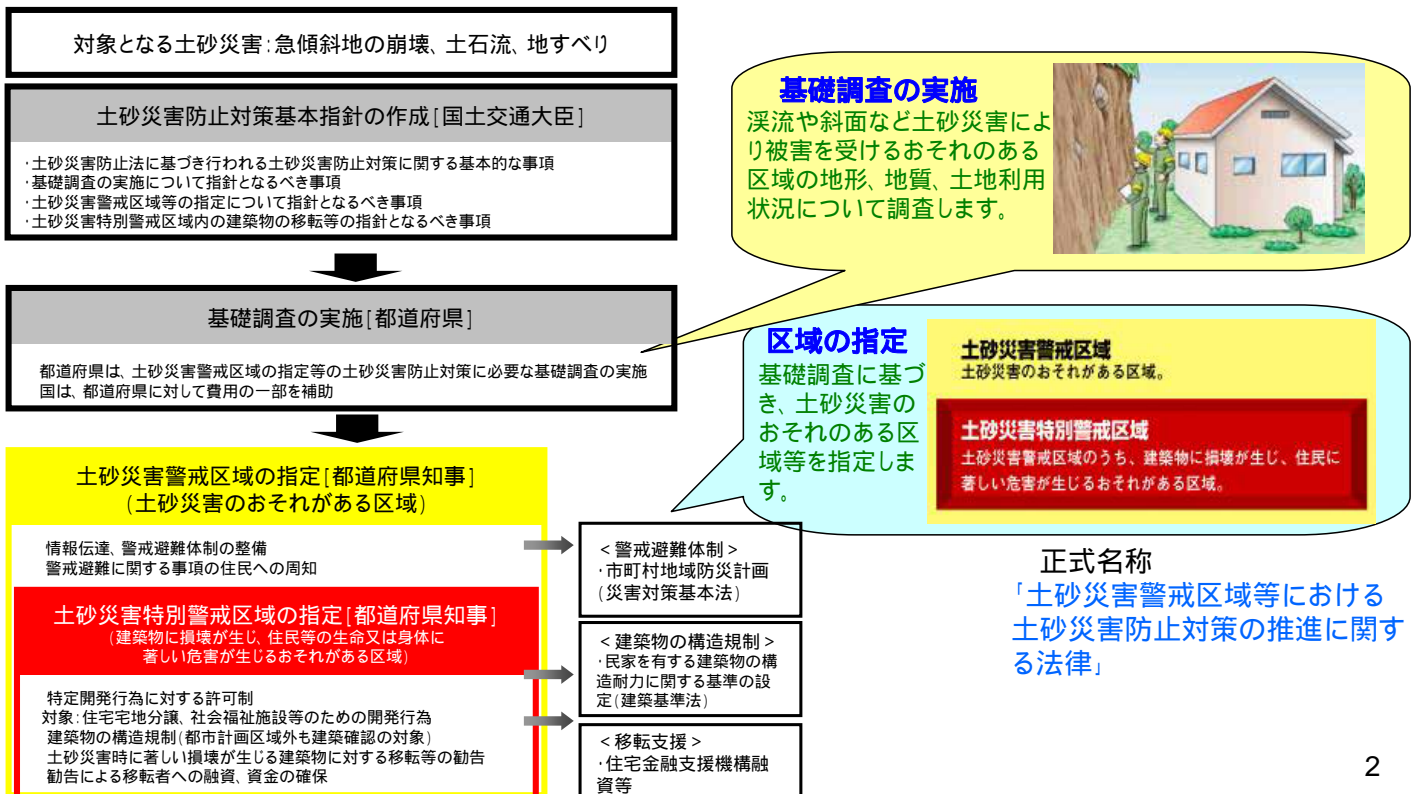 対象となる土砂災害:急傾斜地の崩壊、土石流、地すべり
土砂災害防止対策基本指針の作成[国土交通大臣]
・土砂災害防止法に基づき行われる土砂災害防止対策に関する基本的な事項
・基礎調査の実施について指針となるべき事項
・土砂災害警戒区域等の指定について指針となるべき事項
・土砂災害特別警戒区域内の建築物の移転等の指針となるべき事項
基礎調査の実施[都道府県]
都道府県は、土砂災害警戒区域の指定等の土砂災害防止対策に必要な基礎調査の実施
国は、都道府県に対して費用の一部を補助
土砂災害警戒区域の指定[都道府県知事]
(土砂災害のおそれがある区域)
情報伝達、警戒避難体制の整備
警戒避難に関する事項の住民への周知
土砂災害特別警戒区域の指定[都道府県知事]
(建築物に損壊が生じ、住民等の生命又は身体に
著しい危害が生じるおそれがある区域)
特定開発行為に対する許可制
対象:住宅宅地分譲、社会福祉施設等のための開発行為
建築物の構造規制(都市計画区域外も建築確認の対象)
土砂災害時に著しい損壊が生じる建築物に対する移転等の勧告
勧告による移転者への融資、資金の確保
<警戒避難体制>
・市町村地域防災計画
(災害対策基本法)
<建築物の構造規制>
・民家を有する建築物の構
造耐力に関する基準の設
定(建築基準法)
<移転支援>
・住宅金融支援機構融
資等
基礎調査の実施
渓流や斜面など土砂災害によ
り被害を受けるおそれのある
区域の地形、地質、土地利用
状況について調査します。
区域の指定
基礎調査に基づ
き、土砂災害の
おそれのある区
域等を指定しま
す。
土砂災害警戒区域
土砂災害のおそれがある区域。
土砂災害特別警戒区域
土砂災害警戒区域のうち、建築物に損壊が生じ、住民に
著しい危害が生じるおそれがある区域。
正式名称
「土砂災害警戒区域等における
土砂災害防止対策の推進に関す
る法律」
2